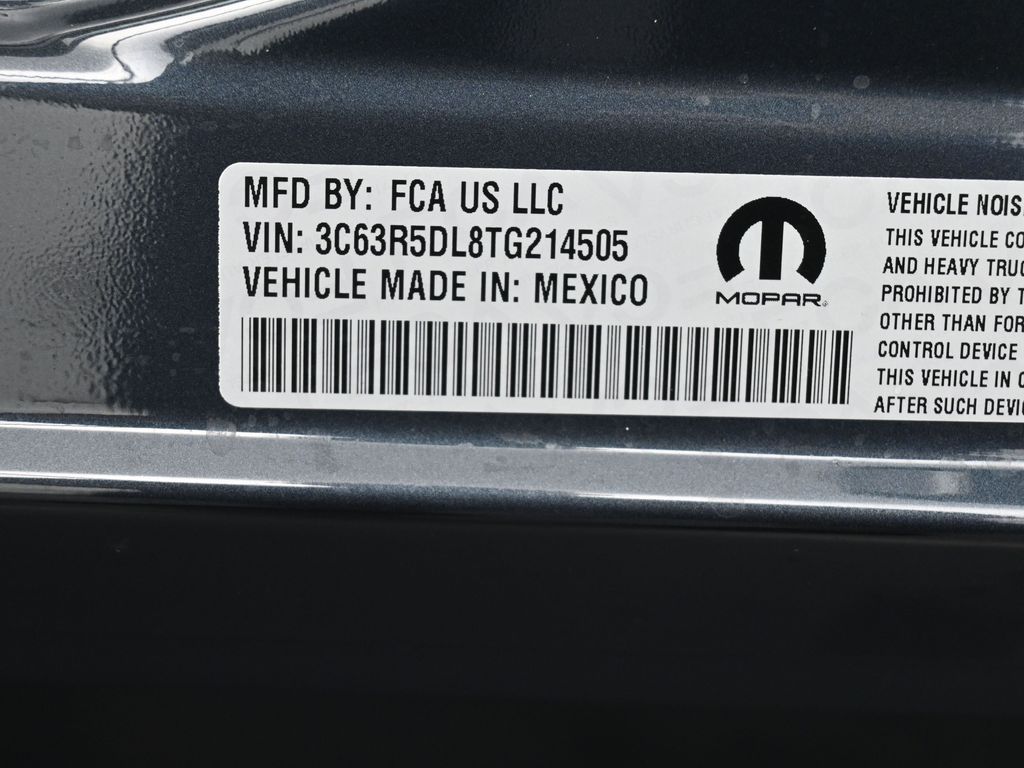 MFD BY: FCA US LLC
VIN: 3C63R5DL8TG214505
VEHICLE MADE IN: MEXICO
MOPAR
VEHICLE NOIS
THIS VEHICLE CO
AND HEAVY TRUC
PROHIBITED BY T
OTHER THAN FOR
CONTROL DEVICE
THIS VEHICLE IN
AFTER SUCH DEVIC